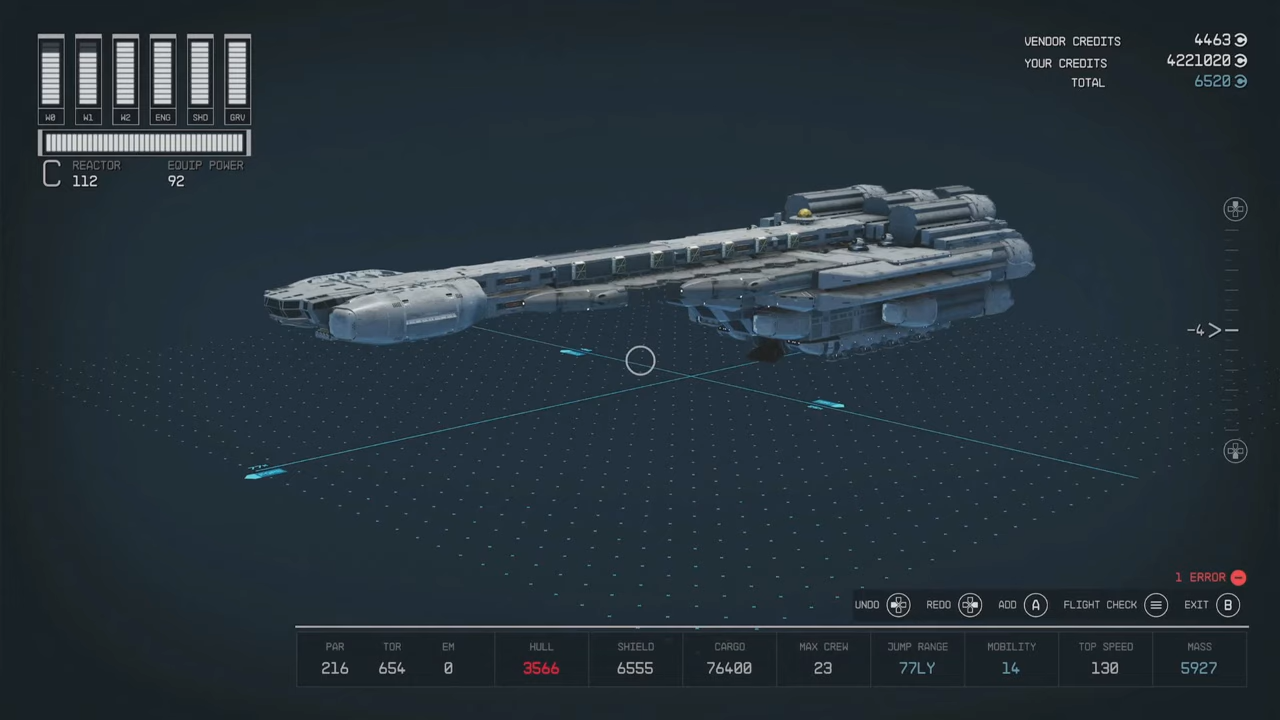 VENDOR CREDITS 4463
YOUR CREDITS 4221020
TOTAL 6520
W0 W1 W2 ENG SHD GRV
C REACTOR EQUIP POWER
112 92
-4
1 ERROR
UNDO REDO ADD A FLIGHT CHECK EXIT B
PAR TOR EM HULL SHIELD CARGO MAX CREW JUMP RANGE MOBILITY TOP SPEED MASS
216 654 0 3566 6555 76400 23 77LY 14 130 5927